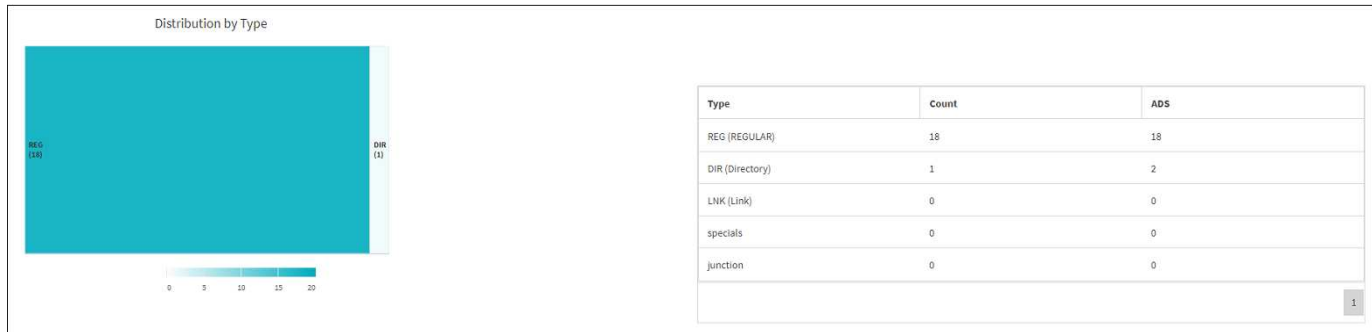 Distribution by Type
REG
(18)
DIR
(1)
0 5 10 15 20
Type Count ADS
REG (REGULAR) 18 18
DIR (Directory) 1 2
LNK (Link) 0 0
specials 0 0
junction 0 0
1